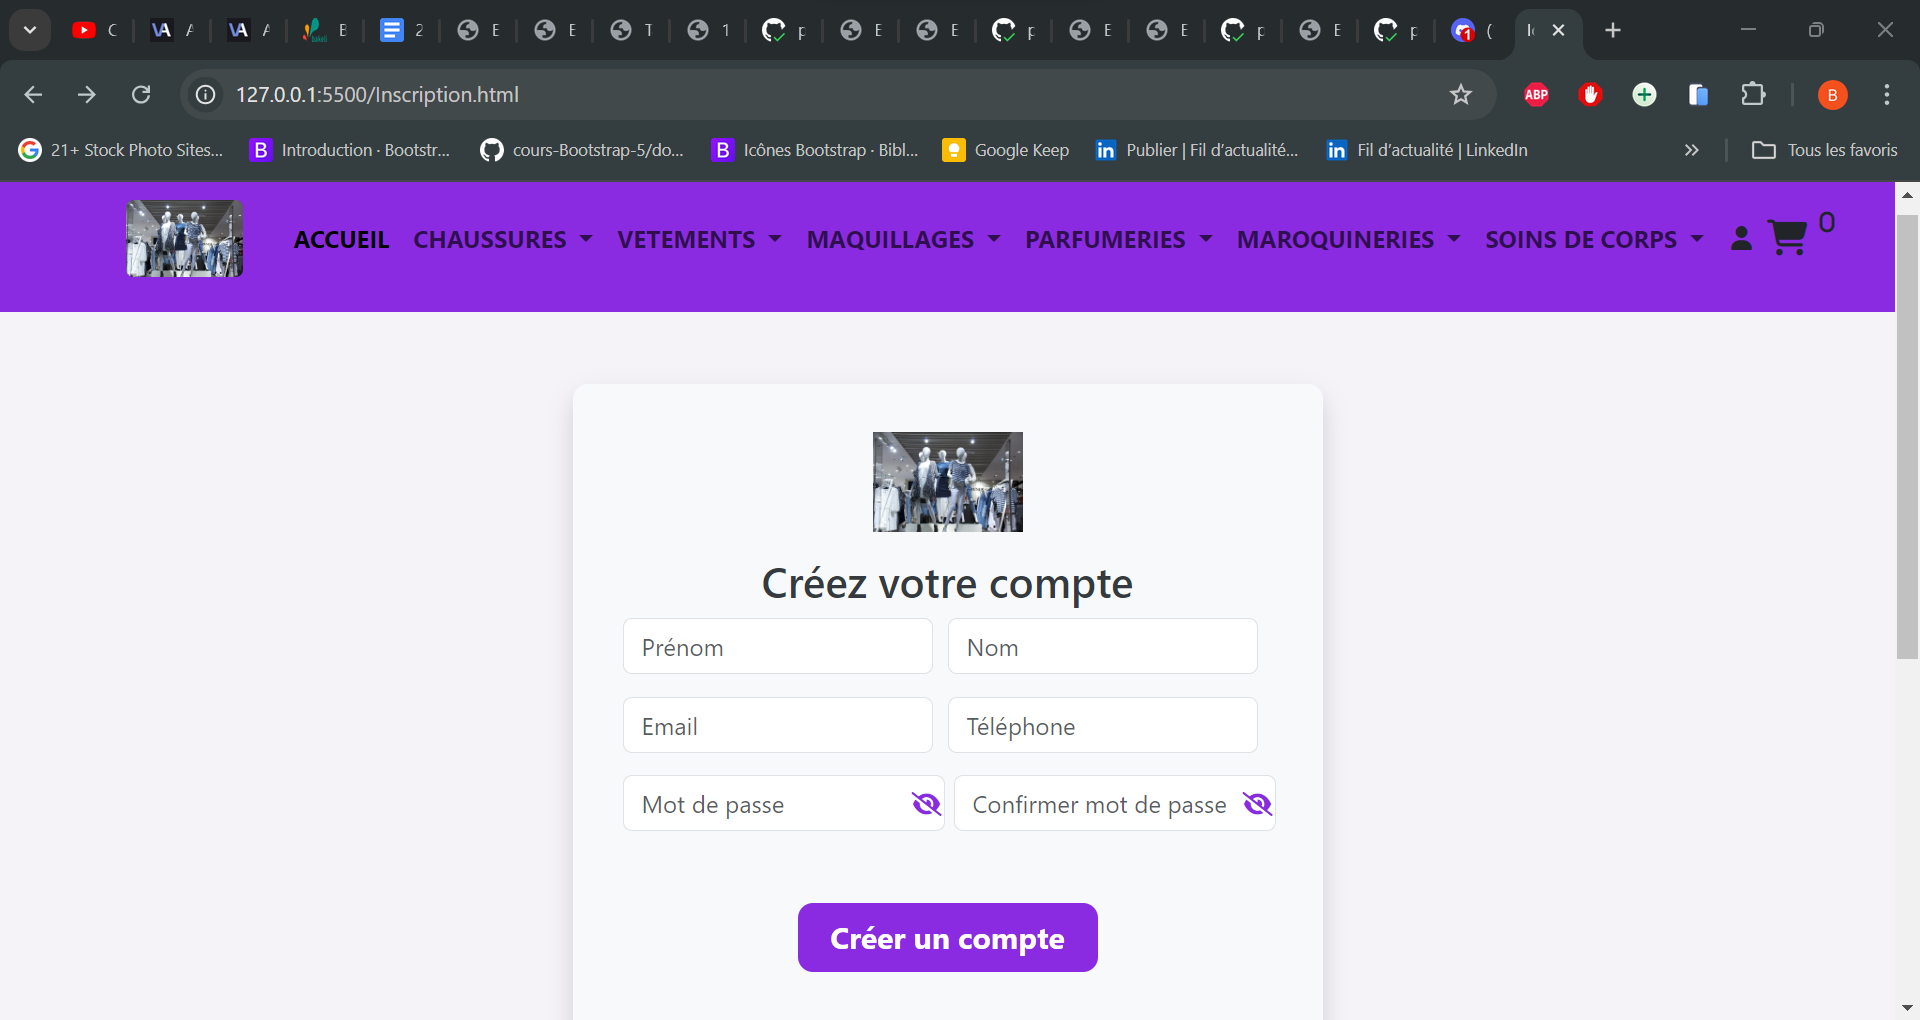 C
A
A
B
2
E
E
T
1
p
E
E
p
E
E
p
E
p
(
127.0.0.1:5500/Inscription.html
ABP
B
21+ Stock Photo Sites...
Introduction · Bootstr...
cours-Bootstrap-5/do...
Icônes Bootstrap · Bibl...
Google Keep
Publier | Fil d'actualité...
Fil d'actualité | LinkedIn
»
Tous les favoris
ACCUEIL
CHAUSSURES
VETEMENTS
MAQUILLAGES
PARFUMERIES
MAROQUINERIES
SOINS DE CORPS
0
Créez votre compte
Prénom
Nom
Email
Téléphone
Mot de passe
Confirmer mot de passe
Créer un compte